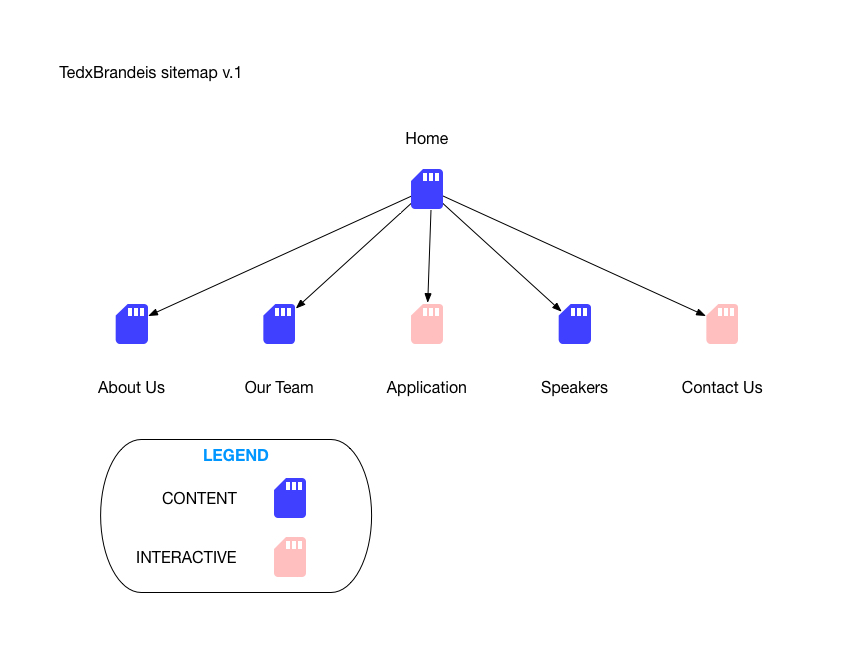 TedxBrandeis sitemap v.1
Home
About Us
Our Team
Application
Speakers
Contact Us
LEGEND
CONTENT
INTERACTIVE